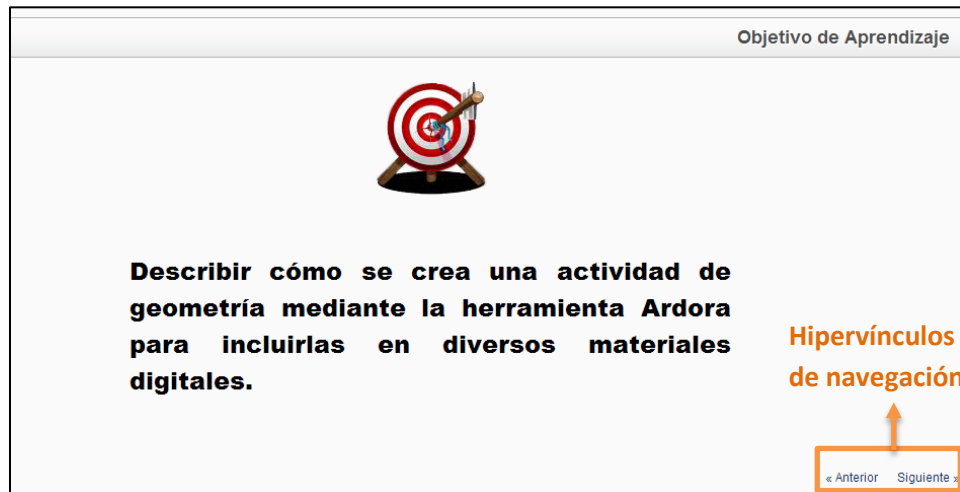 Objetivo de Aprendizaje
Describir cómo se crea una actividad de
geometría mediante la herramienta Ardora
para incluirlas en diversos materiales
digitales.
Hipervínculos
de navegación
« Anterior Siguiente »